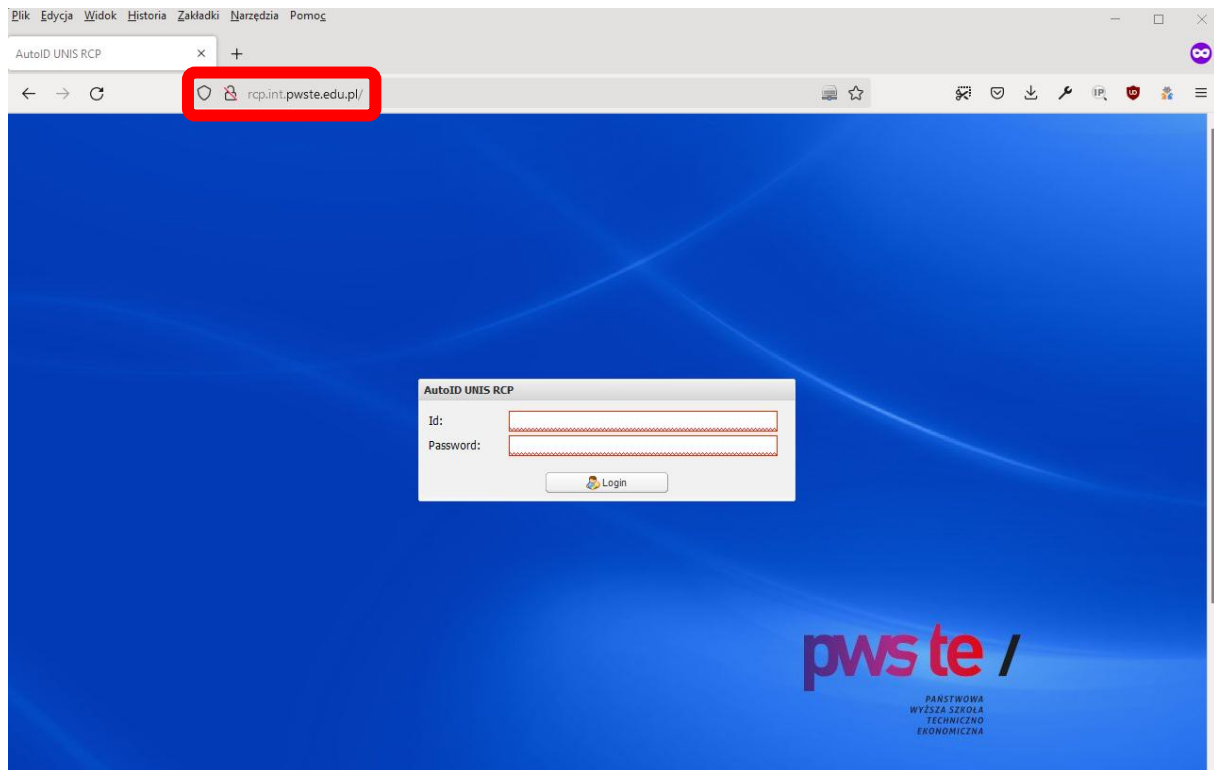 Plik Edycja Widok Historia Zakładki Narzędzia Pomoc
AutoID UNIS RCP
rcp.int.pwste.edu.pl/
AutoID UNIS RCP
Id:
Password:
Login
pwste/
PAŃSTWOWA
WYŻSZA SZKOŁA
TECHNICZNO
EKONOMICZNA